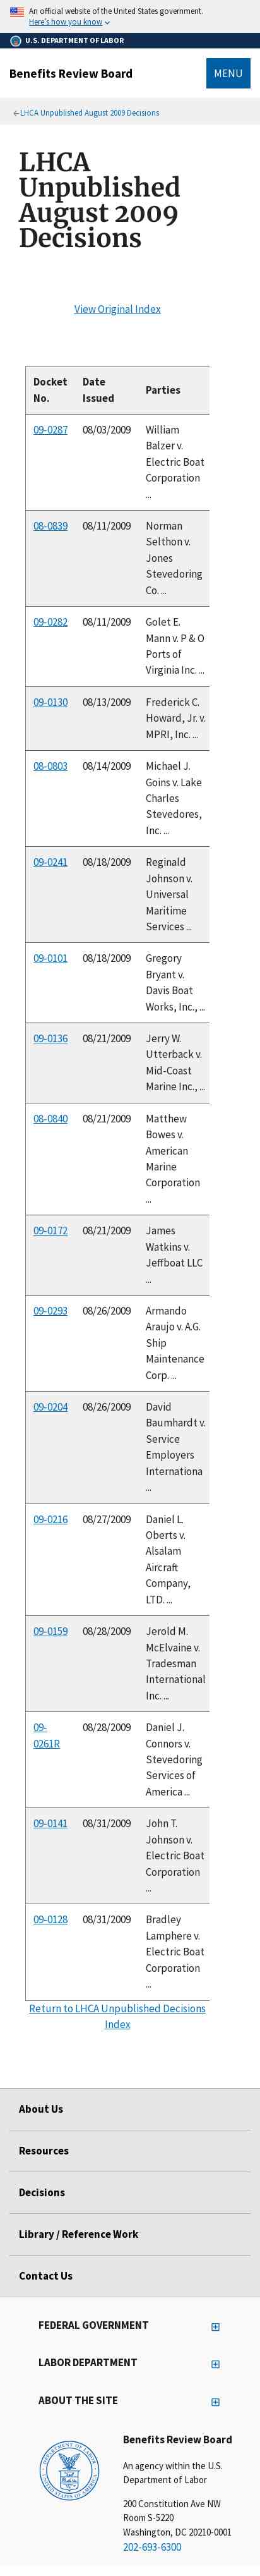 An official website of the United States government.
Here's how you know
U.S. DEPARTMENT OF LABOR
Benefits Review Board
MENU
LHCA Unpublished August 2009 Decisions
LHCA
Unpublished
August 2009
Decisions
View Original Index
Docket
No.
Date
Issued
Parties
09-0287
08/03/2009
William
Balzer v.
Electric Boat
Corporation
...
08-0839
08/11/2009
Norman
Selthon v.
Jones
Stevedoring
Co. ...
09-0282
08/11/2009
Golet E.
Mann v. P & O
Ports of
Virginia Inc. ...
09-0130
08/13/2009
Frederick C.
Howard, Jr. v.
MPRI, Inc. ...
08-0803
08/14/2009
Michael J.
Goins v. Lake
Charles
Stevedores,
Inc. ...
09-0241
08/18/2009
Reginald
Johnson v.
Universal
Maritime
Services ...
09-0101
08/18/2009
Gregory
Bryant v.
Davis Boat
Works, Inc., ...
09-0136
08/21/2009
Jerry W.
Utterback v.
Mid-Coast
Marine Inc., ...
08-0840
08/21/2009
Matthew
Bowes v.
American
Marine
Corporation
...
09-0172
08/21/2009
James
Watkins v.
Jeffboat LLC
...
09-0293
08/26/2009
Armando
Araujo v. A.G.
Ship
Maintenance
Corp. ...
09-0204
08/26/2009
David
Baumhardt v.
Service
Employers
Internationa
...
09-0216
08/27/2009
Daniel L.
Oberts v.
Alsalam
Aircraft
Company,
LTD. ...
09-0159
08/28/2009
Jerold M.
McElvaine v.
Tradesman
International
Inc. ...
09-
0261R
08/28/2009
Daniel J.
Connors v.
Stevedoring
Services of
America ...
09-0141
08/31/2009
John T.
Johnson v.
Electric Boat
Corporation
...
09-0128
08/31/2009
Bradley
Lamphere v.
Electric Boat
Corporation
...
Return to LHCA Unpublished Decisions
Index
About Us
Resources
Decisions
Library / Reference Work
Contact Us
FEDERAL GOVERNMENT
LABOR DEPARTMENT
ABOUT THE SITE
Benefits Review Board
An agency within the U.S.
Department of Labor
200 Constitution Ave NW
Room S-5220
Washington, DC 20210-0001
202-693-6300